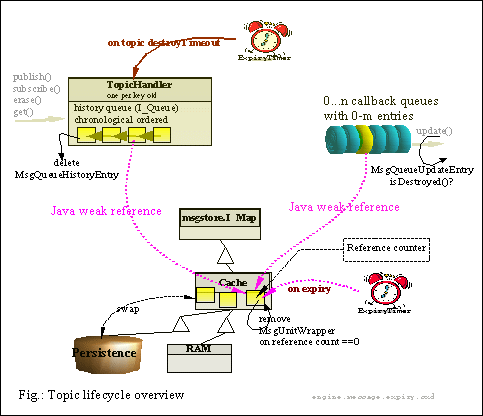 on topic destroyTimeout
ExpiryTimer
publish()
subscribe()
erase()
get()
TopicHandler
one per key oid
history queue (I_Queue)
chronological ordered
0...n callback queues
with 0-m entries
update()
delete
MsgQueueHistoryEntry
MsgQueueUpdateEntry
isDestroyed()?
Java weak reference
Java weak reference
msgstore.I_Map
Reference counter
Cache
on expiry
ExpiryTimer
swap
remove
MsgUnitWrapper
on reference count ==0
Persistence
RAM
Fig.: Topic lifecycle overview
engine.message.expiry.cmd